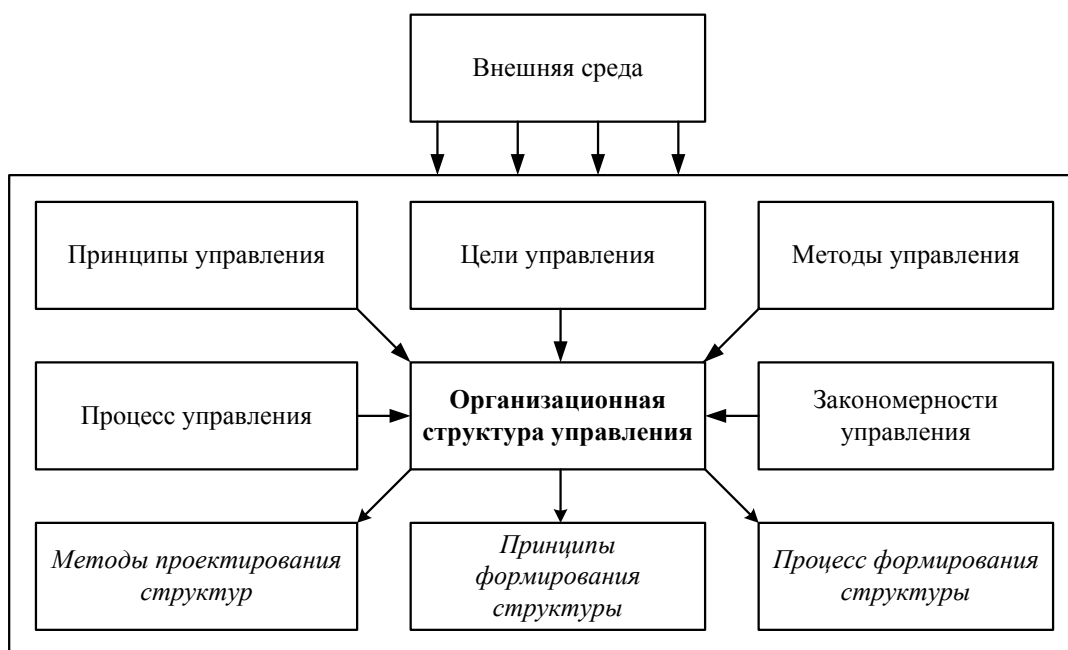 Внешняя среда
Принципы управления
Цели управления
Методы управления
Процесс управления
Организационная
структура управления
Закономерности
управления
Методы проектирования
структур
Принципы
формирования
структуры
Процесс формирования
структуры